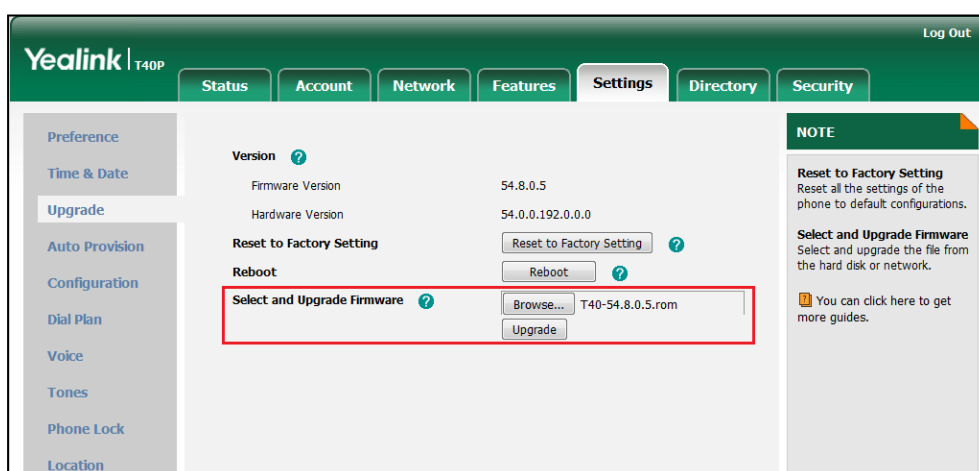 Log Out
Yealink | T40P
Status Account Network Features Settings Directory Security
Preference
Time & Date
Upgrade
Auto Provision
Configuration
Dial Plan
Voice
Tones
Phone Lock
Location
Version ?
Firmware Version 54.8.0.5
Hardware Version 54.0.0.192.0.0.0
Reset to Factory Setting Reset to Factory Setting ?
Reboot Reboot ?
Select and Upgrade Firmware ? Browse... T40-54.8.0.5.rom
Upgrade
NOTE
Reset to Factory Setting
Reset all the settings of the
phone to default configurations.
Select and Upgrade Firmware
Select and upgrade the file from
the hard disk or network.
? You can click here to get
more guides.